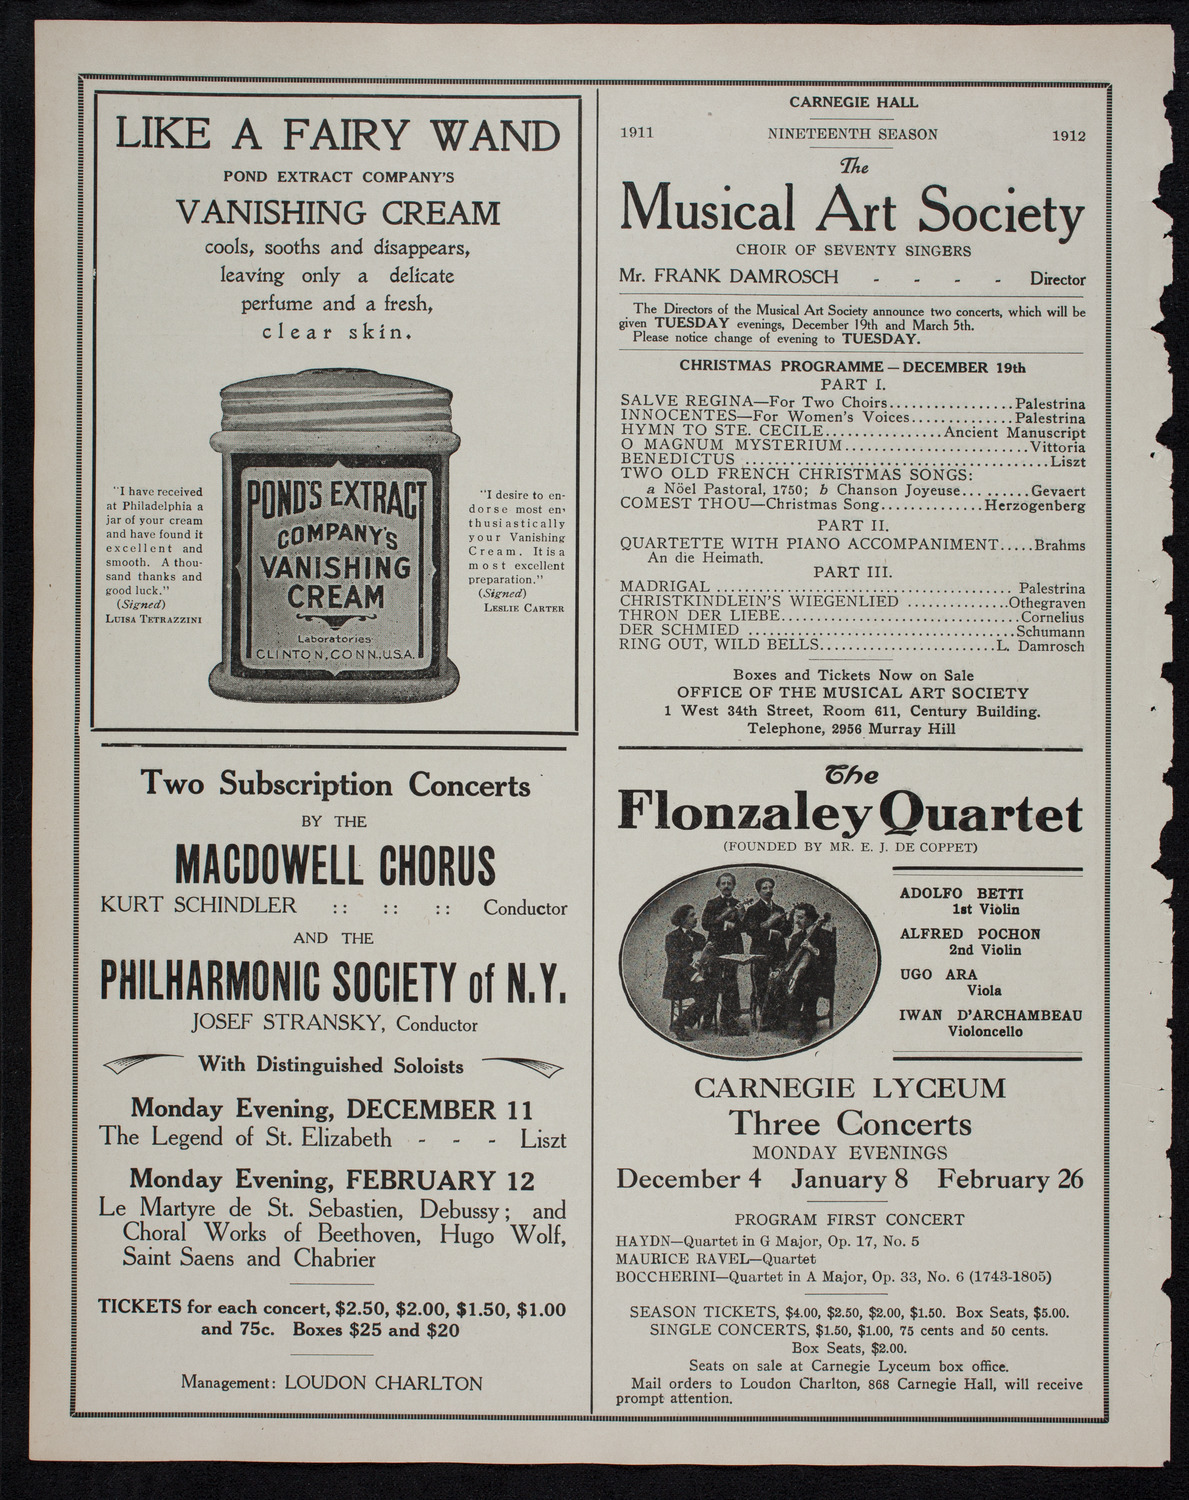 LIKE A FAIRY WAND
POND EXTRACT COMPANY'S
VANISHING CREAM
cools, sooths and disappears,
leaving only a delicate
perfume and a fresh,
clear skin.
"I have received
at Philadelphia a
jar of your cream
and have found it
excellent and
smooth. A thou-
sand thanks and
good luck."
(Signed)
LUISA TETRAZZINI
POND'S EXTRACT
COMPANY'S
VANISHING
CREAM
Laboratories
CLINTON, CONN., U.S.A.
"I desire to en-
dorse most en-
thusiastically
your Vanishing
Cream. It is a
most excellent
preparation."
(Signed)
LESLIE CARTER
Two Subscription Concerts
BY THE
MACDOWELL CHORUS
KURT SCHINDLER :: :: :: Conductor
AND THE
PHILHARMONIC SOCIETY of N.Y.
JOSEF STRANSKY, Conductor
With Distinguished Soloists
Monday Evening, DECEMBER 11
The Legend of St. Elizabeth - - - Liszt
Monday Evening, FEBRUARY 12
Le Martyre de St. Sebastien, Debussy; and
Choral Works of Beethoven, Hugo Wolf,
Saint Saens and Chabrier
TICKETS for each concert, $2.50, $2.00, $1.50, $1.00
and 75c. Boxes $25 and $20
Management: LOUDON CHARLTON
CARNEGIE HALL
1911 NINETEENTH SEASON 1912
The
Musical Art Society
CHOIR OF SEVENTY SINGERS
Mr. FRANK DAMROSCH - - - - Director
The Directors of the Musical Art Society announce two concerts, which will be
given TUESDAY evenings, December 19th and March 5th.
Please notice change of evening to TUESDAY.
CHRISTMAS PROGRAMME—DECEMBER 19th
PART I.
SALVE REGINA—For Two Choirs................Palestrina
INNOCENTES—For Women's Voices.............Palestrina
HYMN TO STE. CECILE...............Ancient Manuscript
O MAGNUM MYSTERIUM........................Vittoria
BENEDICTUS .......................................Liszt
TWO OLD FRENCH CHRISTMAS SONGS:
a Nöel Pastoral, 1750; b Chanson Joyeuse.........Gevaert
COMEST THOU—Christmas Song.............Herzogenberg
PART II.
QUARTETTE WITH PIANO ACCOMPANIMENT.....Brahms
An die Heimath.
PART III.
MADRIGAL ..................................... Palestrina
CHRISTKINDLEIN'S WIEGENLIED .............Othegraven
THRON DER LIEBE..............................Cornelius
DER SCHMIED ..................................Schumann
RING OUT, WILD BELLS.......................L. Damrosch
Boxes and Tickets Now on Sale
OFFICE OF THE MUSICAL ART SOCIETY
1 West 34th Street, Room 611, Century Building.
Telephone, 2956 Murray Hill
The
Flonzaley Quartet
(FOUNDED BY MR. E. J. DE COPPET)
ADOLFO BETTI
1st Violin
ALFRED POCHON
2nd Violin
UGO ARA
Viola
IWAN D'ARCHAMBEAU
Violoncello
CARNEGIE LYCEUM
Three Concerts
MONDAY EVENINGS
December 4 January 8 February 26
PROGRAM FIRST CONCERT
HAYDN—Quartet in G Major, Op. 17, No. 5
MAURICE RAVEL—Quartet
BOCCHERINI—Quartet in A Major, Op. 33, No. 6 (1743-1805)
SEASON TICKETS, $4.00, $2.50, $2.00, $1.50. Box Seats, $5.00.
SINGLE CONCERTS, $1.50, $1.00, 75 cents and 50 cents.
Box Seats, $2.00.
Seats on sale at Carnegie Lyceum box office.
Mail orders to Loudon Charlton, 868 Carnegie Hall, will receive
prompt attention.